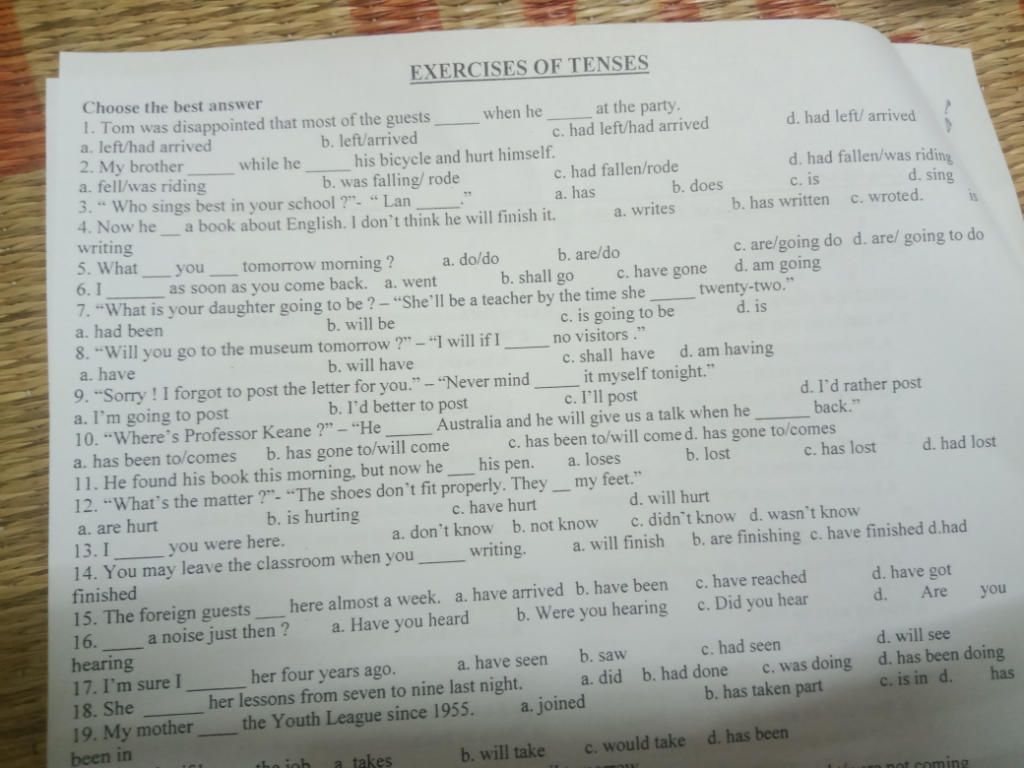 EXERCISES OF TENSES
Choose the best answer
1. Tom was disappointed that most of the guests _____ when he _____ at the party.
a. left/had arrived b. left/arrived c. had left/had arrived d. had left/ arrived
2. My brother _____ while he _____ his bicycle and hurt himself.
a. fell/was riding b. was falling/ rode c. had fallen/rode d. had fallen/was riding
3. “ Who sings best in your school ?”- “ Lan _____.” a. has b. does c. is d. sing
4. Now he __ a book about English. I don’t think he will finish it. a. writes b. has written c. wroted. is
writing
5. What ___ you ___ tomorrow morning ? a. do/do b. are/do c. are/going do d. are/ going to do
6. I ______ as soon as you come back. a. went b. shall go c. have gone d. am going
7. “What is your daughter going to be ? – “She’ll be a teacher by the time she _____ twenty-two.”
a. had been b. will be c. is going to be d. is
8. “Will you go to the museum tomorrow ?” – “I will if I _____ no visitors .”
a. have b. will have c. shall have d. am having
9. “Sorry ! I forgot to post the letter for you.” – “Never mind _____ it myself tonight.”
a. I’m going to post b. I’d better to post c. I’ll post d. I’d rather post
10. “Where’s Professor Keane ?” – “He _____ Australia and he will give us a talk when he ______ back.”
a. has been to/comes b. has gone to/will come c. has been to/will come d. has gone to/comes
11. He found his book this morning, but now he ___ his pen. a. loses b. lost c. has lost d. had lost
12. “What’s the matter ?”- “The shoes don’t fit properly. They __ my feet.”
a. are hurt b. is hurting c. have hurt d. will hurt
13. I _____ you were here. a. don’t know b. not know c. didn’t know d. wasn’t know
14. You may leave the classroom when you _____ writing. a. will finish b. are finishing c. have finished d.had
finished
15. The foreign guests ___ here almost a week. a. have arrived b. have been c. have reached d. have got
16. ____ a noise just then ? a. Have you heard b. Were you hearing c. Did you hear d. Are you
hearing
17. I’m sure I ______ her four years ago. a. have seen b. saw c. had seen d. will see
18. She ______ her lessons from seven to nine last night. a. did b. had done c. was doing d. has been doing
19. My mother ____ the Youth League since 1955. a. joined b. has taken part c. is in d. has
been in
the job a. takes b. will take c. would take d. has been
not coming